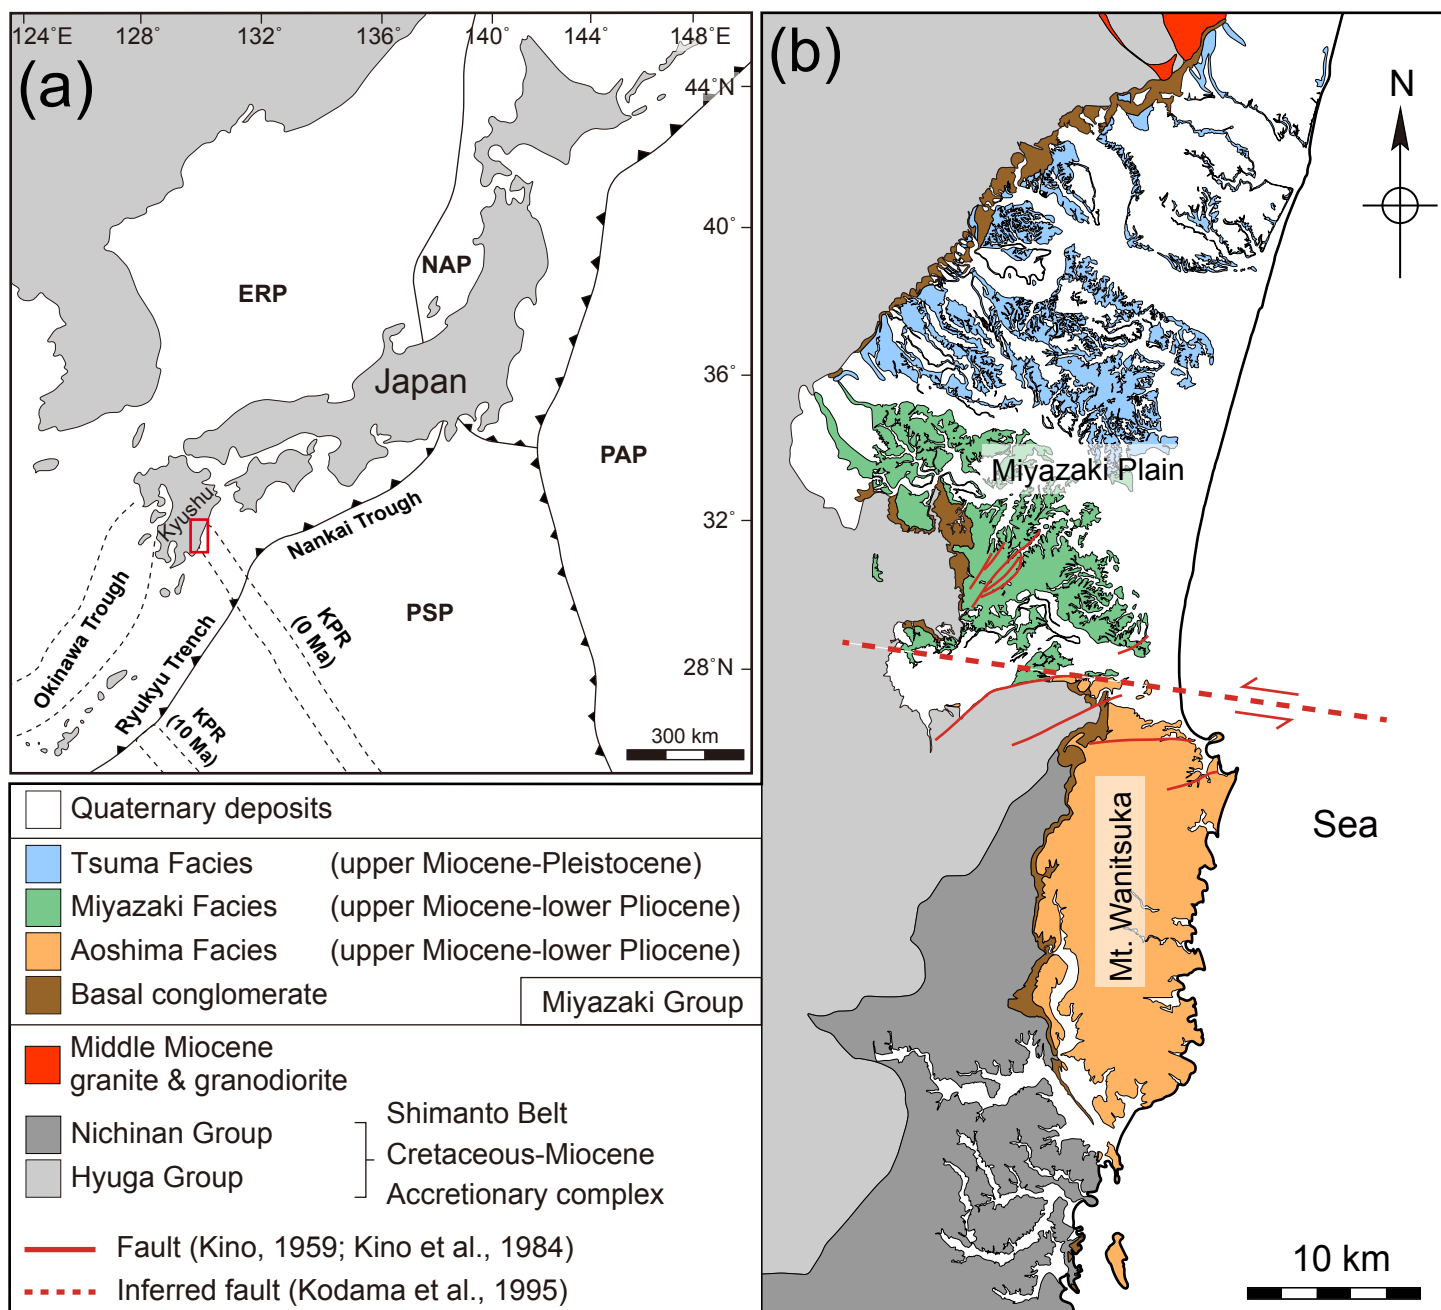 124°E 128° 132° 136° 140° 144° 148°E
(a)
44°N
40°
36°
32°
28°N
NAP
ERP
Japan
PAP
Kyushu
Nankai Trough
Okinawa Trough
Ryukyu Trench
KPR
(0 Ma)
PSP
KPR
(10 Ma)
300 km
(b)
N
Miyazaki Plain
Mt. Wanitsuka
Sea
10 km
Quaternary deposits
Tsuma Facies (upper Miocene-Pleistocene)
Miyazaki Facies (upper Miocene-lower Pliocene)
Aoshima Facies (upper Miocene-lower Pliocene)
Basal conglomerate
Miyazaki Group
Middle Miocene
granite & granodiorite
Nichinan Group
Hyuga Group
Shimanto Belt
Cretaceous-Miocene
Accretionary complex
Fault (Kino, 1959; Kino et al., 1984)
Inferred fault (Kodama et al., 1995)